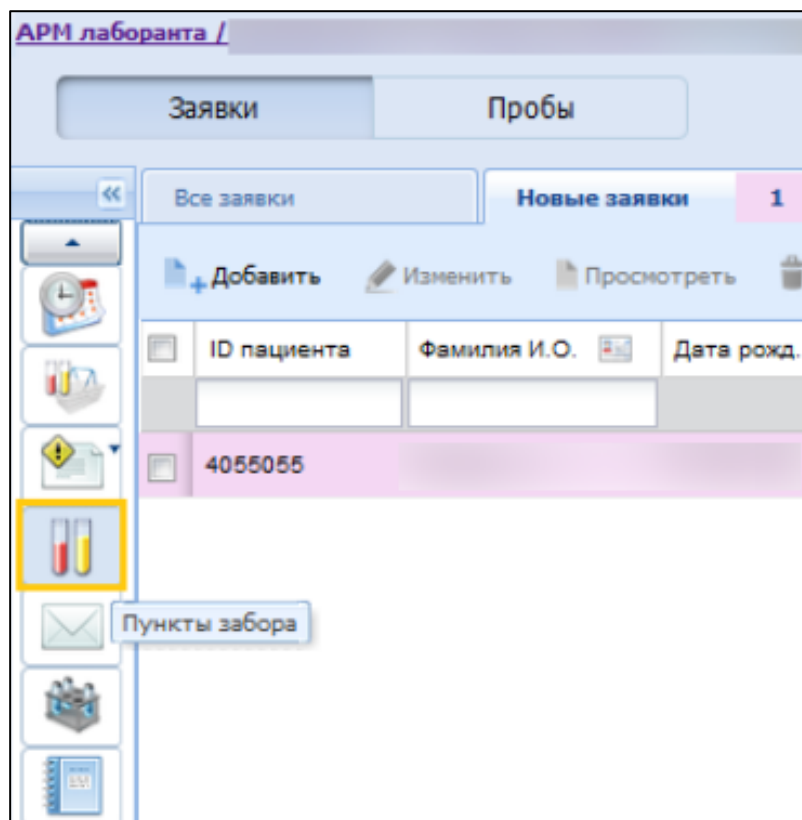 АРМ лаборанта /
Заявки Пробы
Все заявки Новые заявки 1
Добавить Изменить Просмотреть
ID пациента Фамилия И.О. Дата рожд.
4055055
Пункты забора